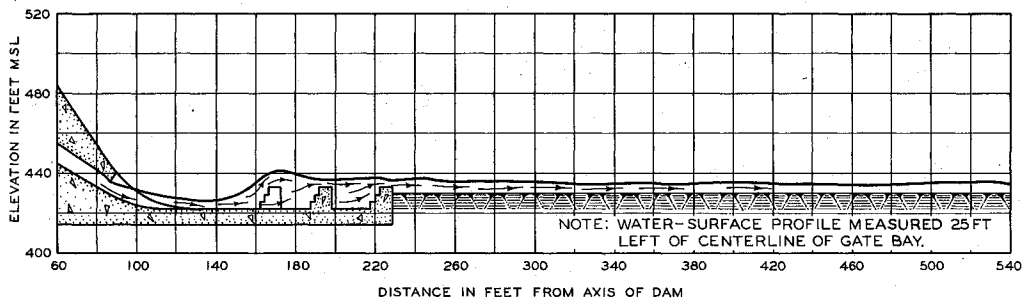 520
480
440
400
ELEVATION IN FEET MSL
NOTE: WATER-SURFACE PROFILE MEASURED 25 FT
LEFT OF CENTERLINE OF GATE BAY.
60 100 140 180 220 260 300 340 380 420 460 500 540
DISTANCE IN FEET FROM AXIS OF DAM